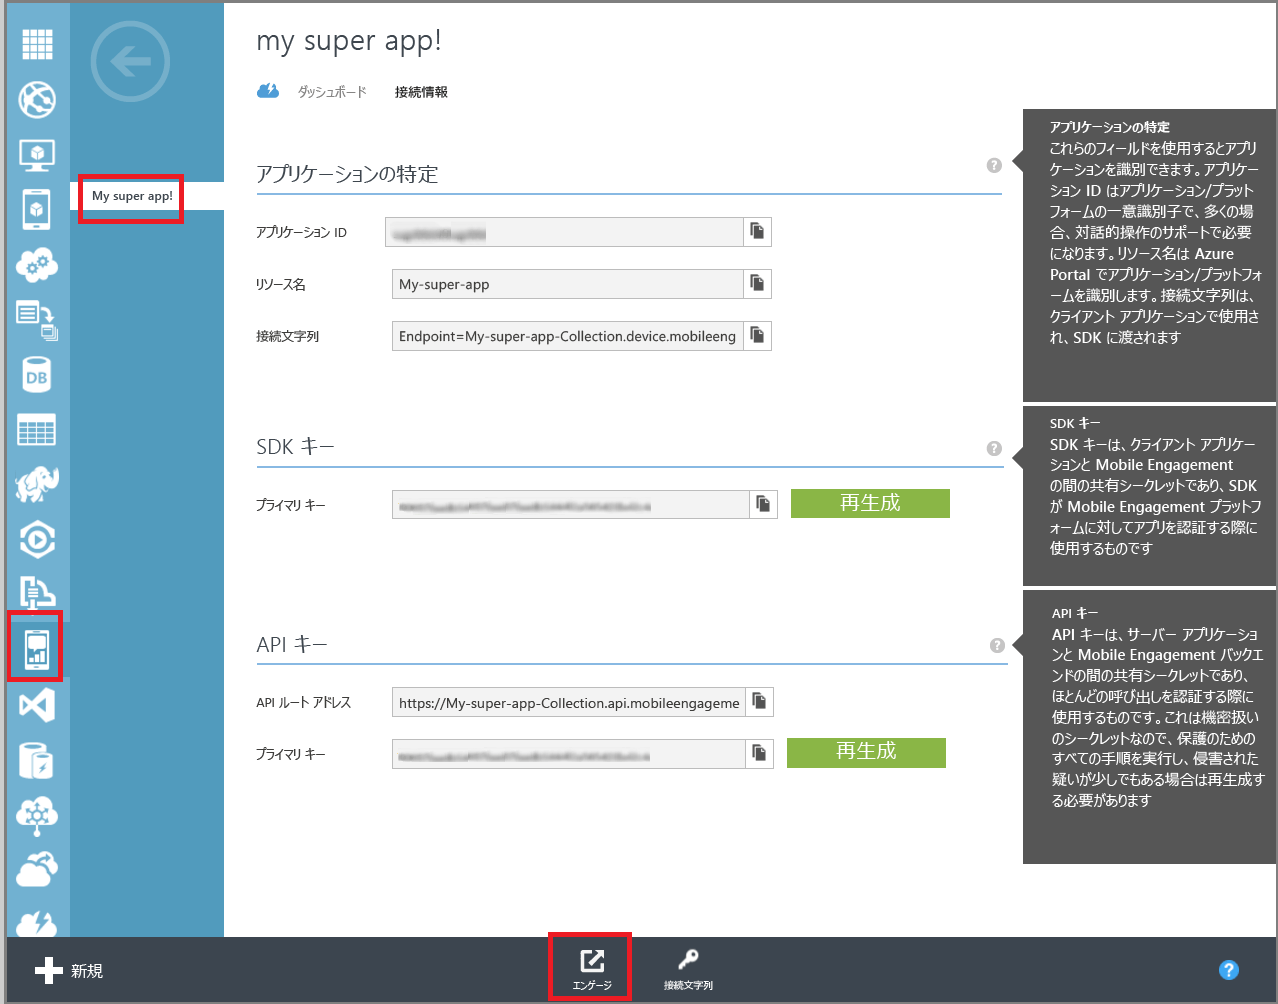 my super app!
ダッシュボード 接続情報
My super app!
アプリケーションの特定
アプリケーション ID
リソース名 My-super-app
接続文字列 Endpoint=My-super-app-Collection.device.mobileeng
SDK キー
プライマリ キー 再生成
API キー
API ルート アドレス https://My-super-app-Collection.api.mobileengageme
プライマリ キー 再生成
アプリケーションの特定
これらのフィールドを使用するとアプリ
ケーションを識別できます。アプリケー
ション ID はアプリケーション/プラット
フォームの一意識別子で、多くの場
合、対話的操作のサポートで必要
になります。リソース名は Azure
Portal でアプリケーション/プラットフォ
ームを識別します。接続文字列は、
クライアント アプリケーションで使用さ
れ、SDK に渡されます
SDK キー
SDK キーは、クライアント アプリケー
ションと Mobile Engagement
の間の共有シークレットであり、SDK
が Mobile Engagement プラットフ
ォームに対してアプリを認証する際に
使用するものです
API キー
API キーは、サーバー アプリケーショ
ンと Mobile Engagement バックエ
ンドの間の共有シークレットであり、
ほとんどの呼び出しを認証する際に
使用するものです。これは機密扱い
のシークレットなので、保護のための
すべての手順を実行し、侵害された
疑いが少しでもある場合は再生成す
る必要があります
DB
新規
エンゲージ
接続文字列